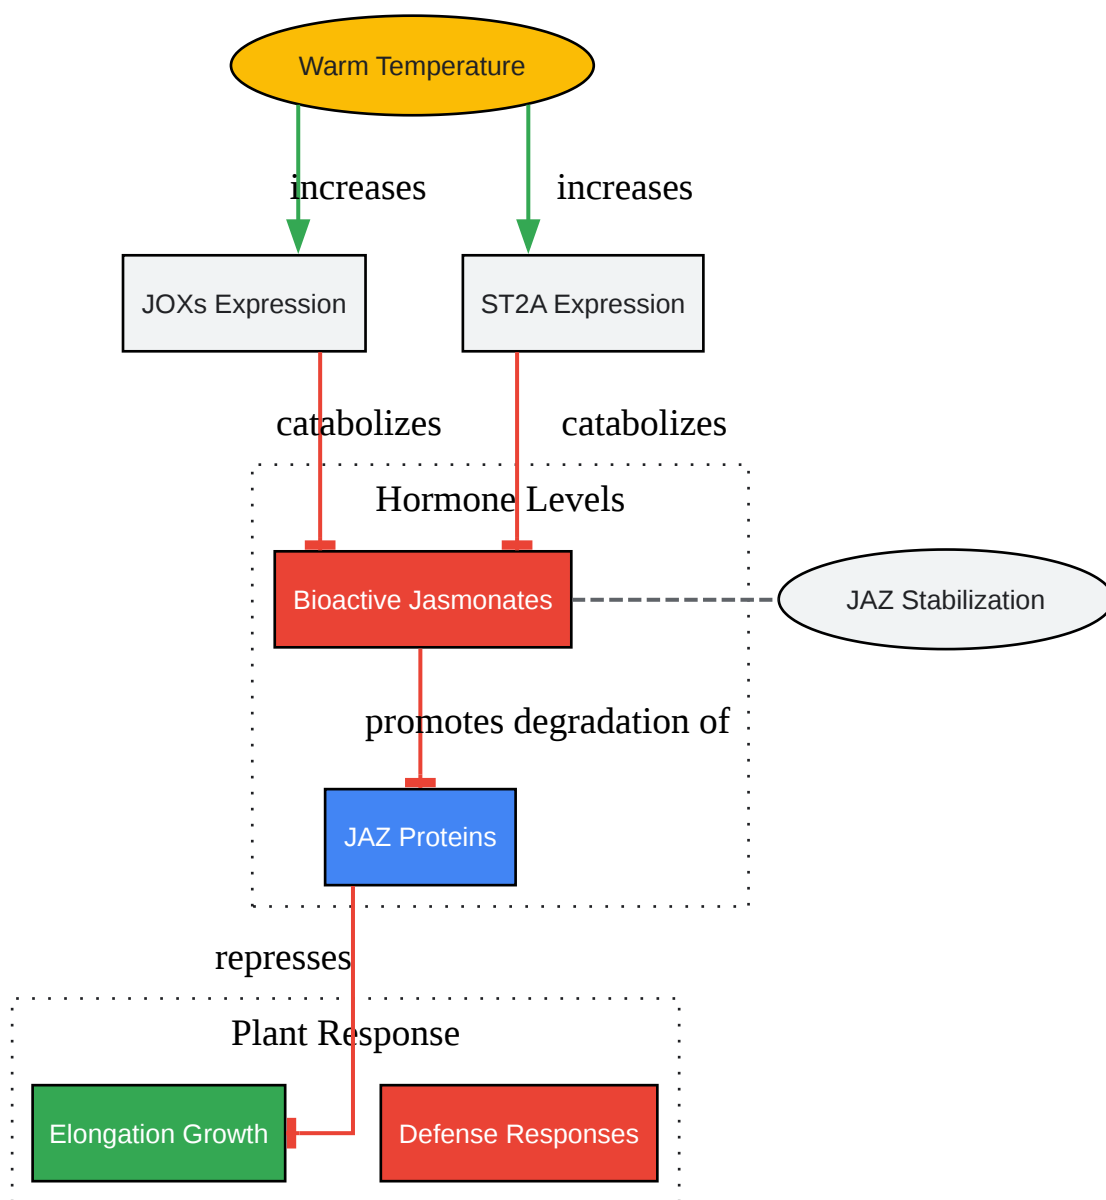 Warm Temperature
increases
increases
JOXs Expression
ST2A Expression
catabolizes
catabolizes
Hormone Levels
Bioactive Jasmonates
JAZ Stabilization
promotes degradation of
JAZ Proteins
represses
Plant Response
Elongation Growth
Defense Responses